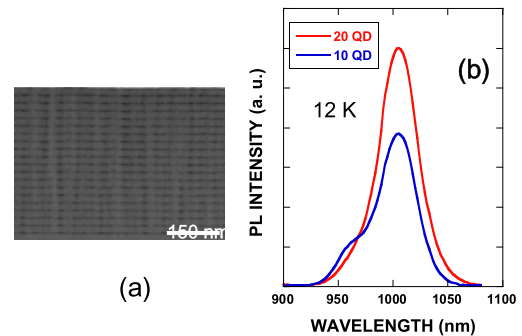 150 nm
(a)
20 QD
10 QD
(b)
12 K
PL INTENSITY (a. u.)
900
950
1000
1050
1100
WAVELENGTH (nm)